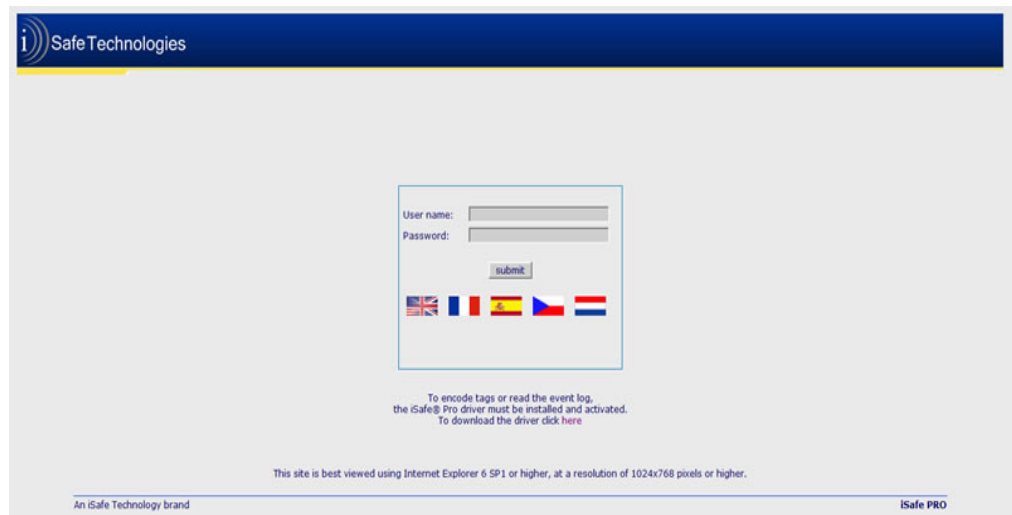 i SafeTechnologies
User name:
Password:
submit
To encode tags or read the event log,
the iSafe® Pro driver must be installed and activated.
To download the driver click here
This site is best viewed using Internet Explorer 6 SP1 or higher, at a resolution of 1024x768 pixels or higher.
An iSafe Technology brand
iSafe PRO